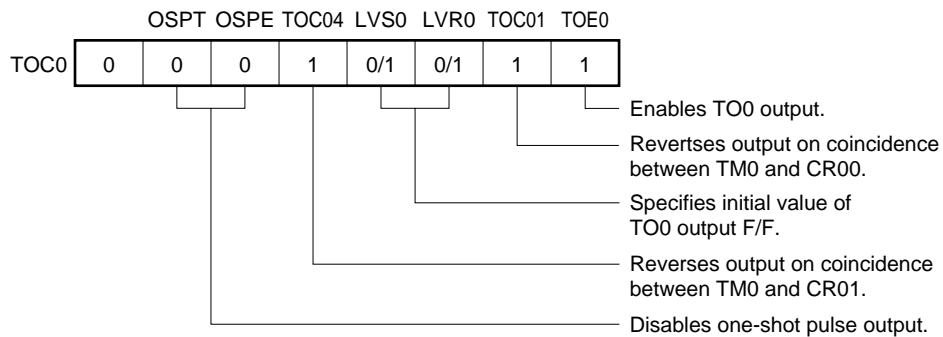 OSPT OSPE TOC04 LVS0 LVR0 TOC01 TOE0
TOC0 0 0 0 1 0/1 0/1 1 1
Enables TO0 output.
Revertses output on coincidence
between TM0 and CR00.
Specifies initial value of
TO0 output F/F.
Reverses output on coincidence
between TM0 and CR01.
Disables one-shot pulse output.